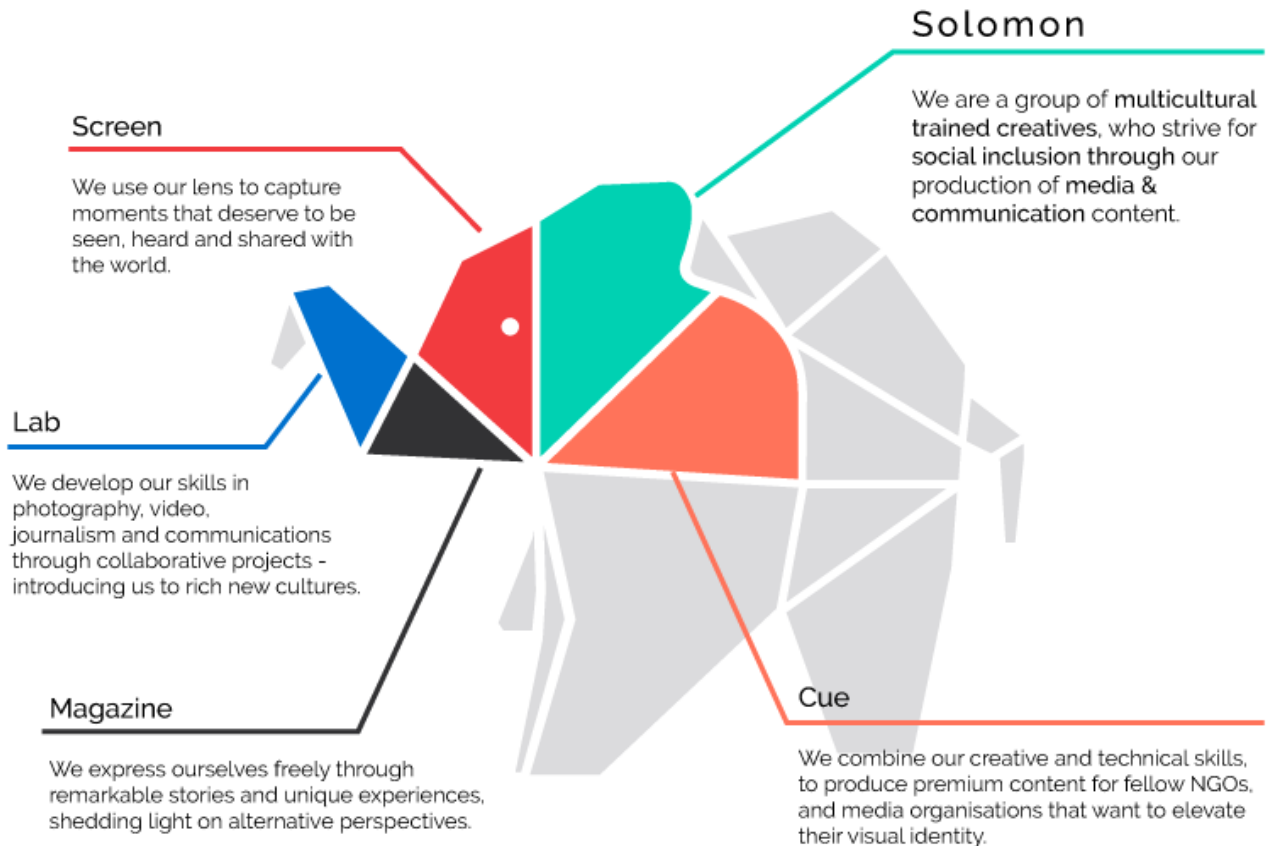 Solomon
We are a group of multicultural
trained creatives, who strive for
social inclusion through our
production of media &
communication content.
Screen
We use our lens to capture
moments that deserve to be
seen, heard and shared with
the world.
Lab
We develop our skills in
photography, video,
journalism and communications
through collaborative projects -
introducing us to rich new cultures.
Magazine
We express ourselves freely through
remarkable stories and unique experiences,
shedding light on alternative perspectives.
Cue
We combine our creative and technical skills,
to produce premium content for fellow NGOs,
and media organisations that want to elevate
their visual identity.